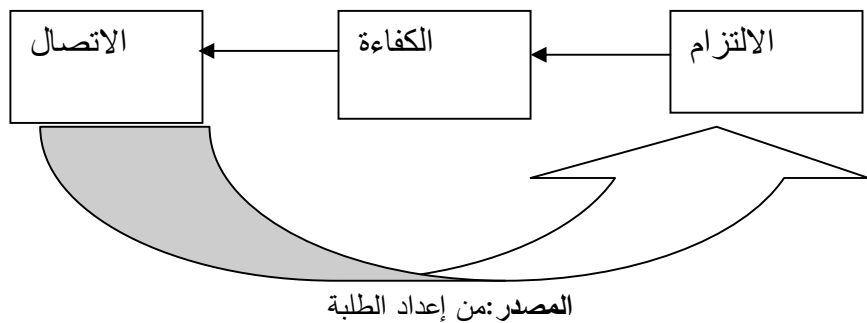 الالتزام
الكفاءة
الاتصال
المصدر:من إعداد الطلبة